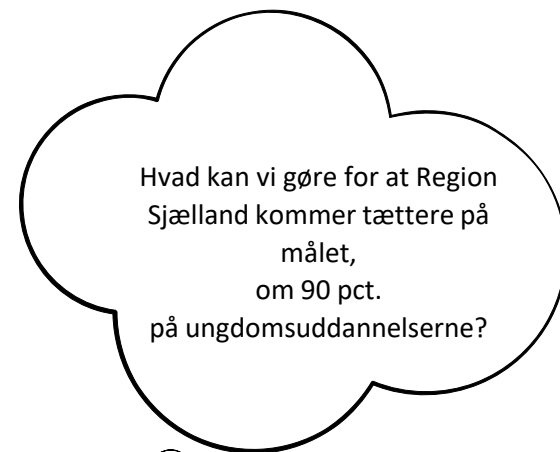 Hvad kan vi gøre for at Region
Sjælland kommer tættere på
målet,
om 90 pct.
på ungdomsuddannelserne?